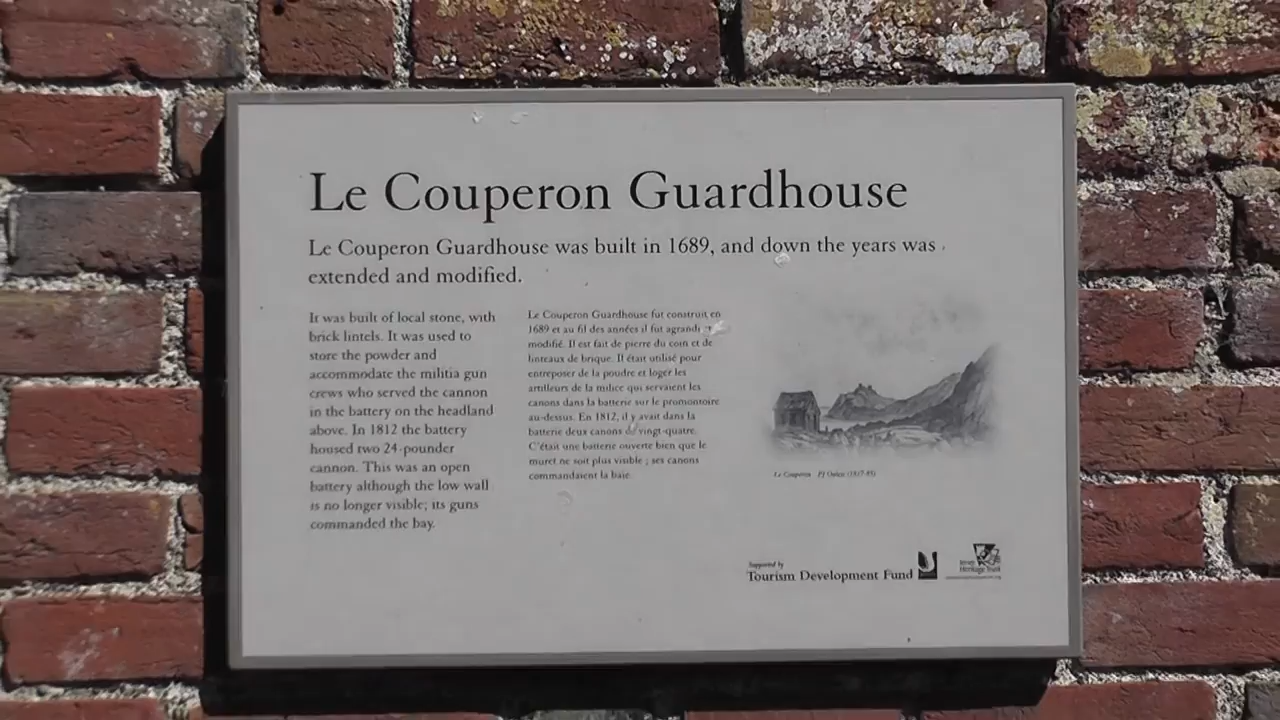 Le Couperon Guardhouse
Le Couperon Guardhouse was built in 1689, and down the years was
extended and modified.
It was built of local stone, with
brick lintels. It was used to
store the powder and
accommodate the militia gun
crews who served the cannon
in the battery on the headland
above. In 1812 the battery
housed two 24-pounder
cannon. This was an open
battery although the low wall
is no longer visible; its guns
commanded the bay.
Le Couperon Guardhouse fut construit en
1689 et au fil des années il fut agrandi et
modifié. Il est fait de pierre du coin et de
linteaux de brique. Il était utilisé pour
entreposer de la poudre et loger les
artilleurs de la milice qui servaient les
canons dans la batterie sur le promontoire
au-dessus. En 1812, il y avait dans la
batterie deux canons de vingt-quatre.
C'était une batterie ouverte bien que le
muret ne soit plus visible ; ses canons
commandaient la baie.
Le Couperon
Supported by
Tourism Development Fund
Jersey
Heritage Trust